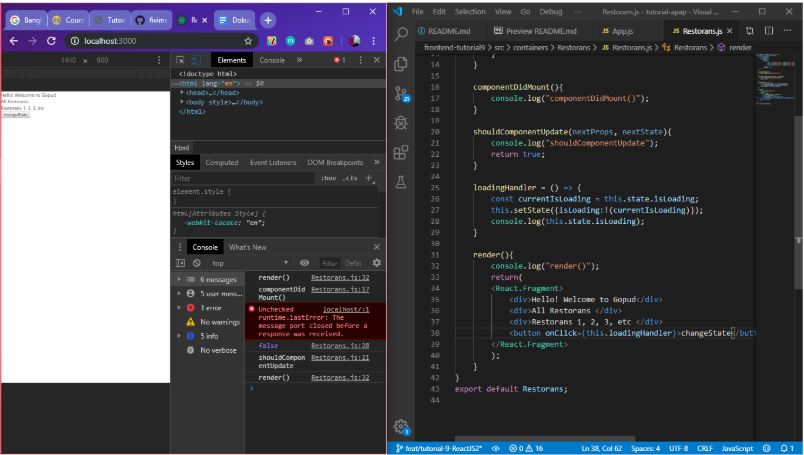 Bangl
Cours
Tutori
fivime
Re
Doku
localhost:3000
1440 × 900
Elements
Console
1
<!doctype html>
<html lang="en"> == $0
<head>…</head>
<body style>…</body>
</html>
html
Styles
Computed
Event Listeners
DOM Breakpoints
Filter
:hov .cls +
element.style {
}
html[Attributes Style] {
-webkit-locale: "en";
}
Hello! Welcome to Gopud
All Restorans
Restorans 1, 2, 3, etc
changeState
Console
What's New
top
Filter
Defau
6 messages
5 user mess...
1 error
No warnings
5 info
No verbose
render() Restorans.js:32
componentDid Restorans.js:17
Mount()
Unchecked localhost/:1
runtime.lastError: The
message port closed before a
response was received.
false Restorans.js:28
shouldCompon Restorans.js:21
entUpdate
render() Restorans.js:32
File Edit Selection View Go Debug ··· Restorans.js - tutorial-apap
README.md
Preview README.md
App.js
Restorans.js
frontend-tutorial9 > src > containers > Restorans > Restorans.js > Restorans > render
14 }
15
16
17 componentDidMount(){
18 console.log("componentDidMount()");
19 }
20
21 shouldComponentUpdate(nextProps, nextState){
22 console.log("shouldComponentUpdate");
23 return true;
24 }
25
26 loadingHandler = () => {
27 const currentIsLoading = this.state.isLoading;
28 this.setState({isLoading:!(currentIsLoading)});
29 console.log(this.state.isLoading);
30 }
31
32 render(){
33 console.log("render()");
34 return(
35 <React.Fragment>
36 <div>Hello! Welcome to Gopud</div>
37 <div>All Restorans </div>
38 <div>Restorans 1, 2, 3, etc </div>
39 <button onClick={this.loadingHandler}>changeState</butt
40 </React.Fragment>
41 );
42 }
43 }
44 export default Restorans;
21
1
feat/tutorial-9-ReactJS2*
0
16
Ln 38, Col 62
Spaces: 4
UTF-8
CRLF
JavaScript
1